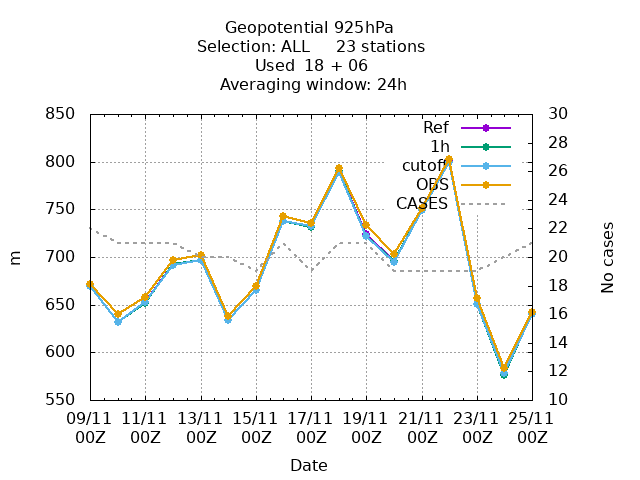 Geopotential 925hPa
Selection: ALL 23 stations
Used 18 + 06
Averaging window: 24h
850
800
750
700
650
600
550
m
30
28
26
24
22
20
18
16
14
12
10
No cases
Ref
1h
cutoff
OBS
CASES
09/11 11/11 13/11 15/11 17/11 19/11 21/11 23/11 25/11
00Z 00Z 00Z 00Z 00Z 00Z 00Z 00Z 00Z
Date